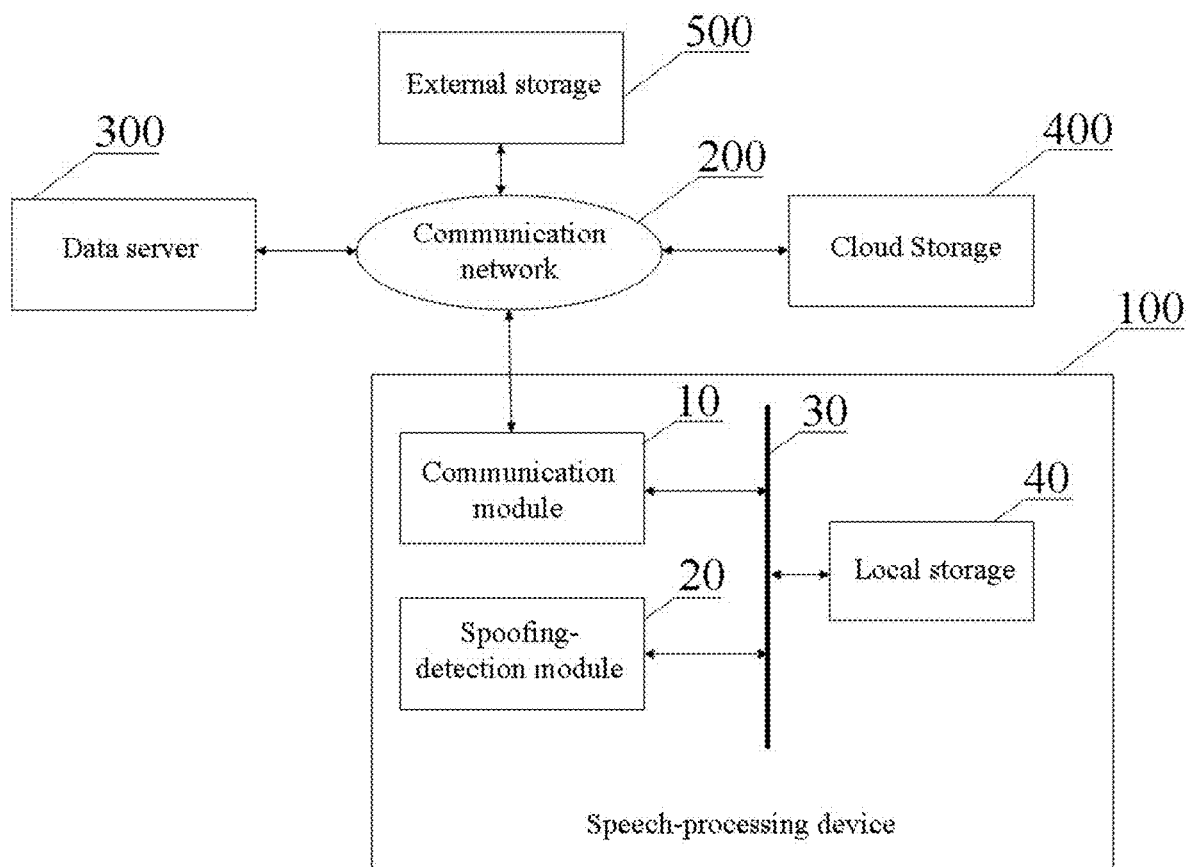 500
External storage
300
Data server
200
Communication
network
400
Cloud Storage
100
10
Communication
module
30
40
Local storage
20
Spoofing-
detection module
Speech-processing device